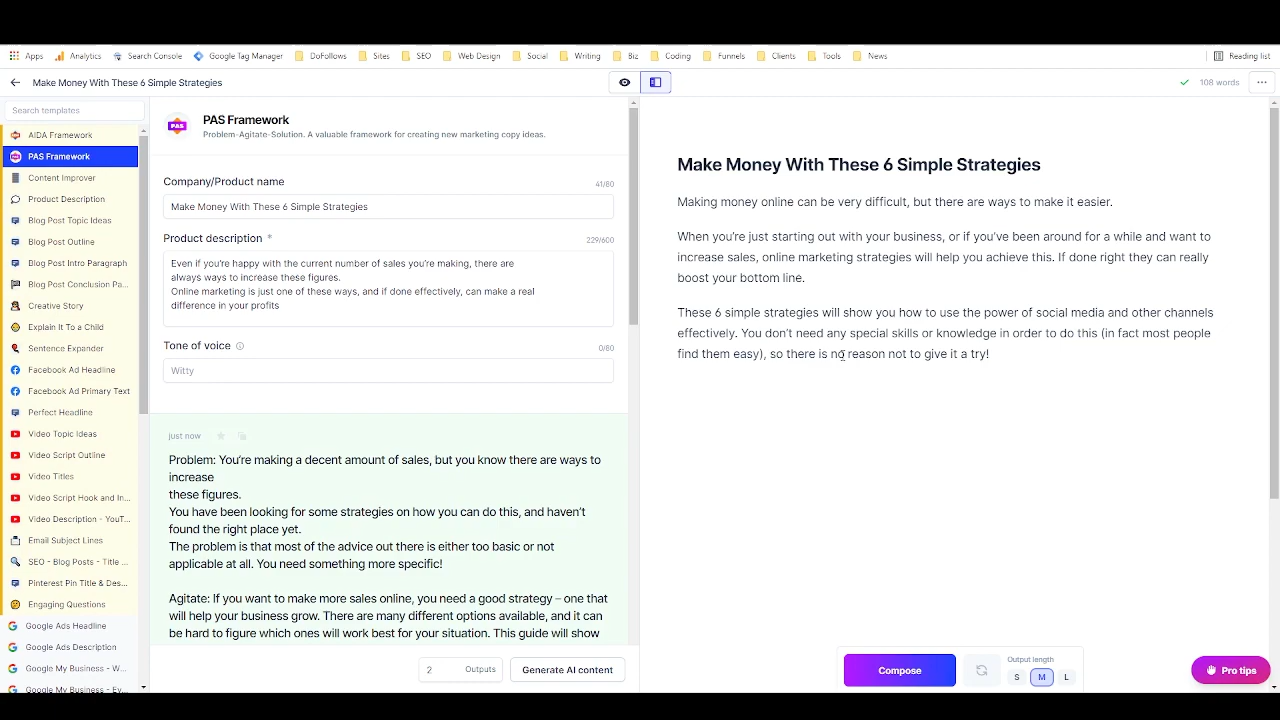 Apps Analytics Search Console Google Tag Manager DoFollows Sites SEO Web Design Social Writing Biz Coding Funnels Clients Tools News Reading list
Make Money With These 6 Simple Strategies
108 words
Search templates
AIDA Framework
PAS Framework
Content Improver
Product Description
Blog Post Topic Ideas
Blog Post Outline
Blog Post Intro Paragraph
Blog Post Conclusion Pa...
Creative Story
Explain It To a Child
Sentence Expander
Facebook Ad Headline
Facebook Ad Primary Text
Perfect Headline
Video Topic Ideas
Video Script Outline
Video Titles
Video Script Hook and In...
Video Description - YouT...
Email Subject Lines
SEO - Blog Posts - Title ...
Pinterest Pin Title & Des...
Engaging Questions
Google Ads Headline
Google Ads Description
Google My Business - W...
Google My Business - Ev...
PAS
PAS Framework
Problem-Agitate-Solution. A valuable framework for creating new marketing copy ideas.
Company/Product name
41/80
Make Money With These 6 Simple Strategies
Product description *
229/600
Even if you're happy with the current number of sales you're making, there are
always ways to increase these figures.
Online marketing is just one of these ways, and if done effectively, can make a real
difference in your profits
Tone of voice
0/80
Witty
just now
Problem: You're making a decent amount of sales, but you know there are ways to
increase
these figures.
You have been looking for some strategies on how you can do this, and haven't
found the right place yet.
The problem is that most of the advice out there is either too basic or not
applicable at all. You need something more specific!
Agitate: If you want to make more sales online, you need a good strategy – one that
will help your business grow. There are many different options available, and it can
be hard to figure which ones will work best for your situation. This guide will show
2 Outputs
Generate AI content
Make Money With These 6 Simple Strategies
Making money online can be very difficult, but there are ways to make it easier.
When you're just starting out with your business, or if you've been around for a while and want to
increase sales, online marketing strategies will help you achieve this. If done right they can really
boost your bottom line.
These 6 simple strategies will show you how to use the power of social media and other channels
effectively. You don't need any special skills or knowledge in order to do this (in fact most people
find them easy), so there is no reason not to give it a try!
Compose
Output length
S M L
Pro tips